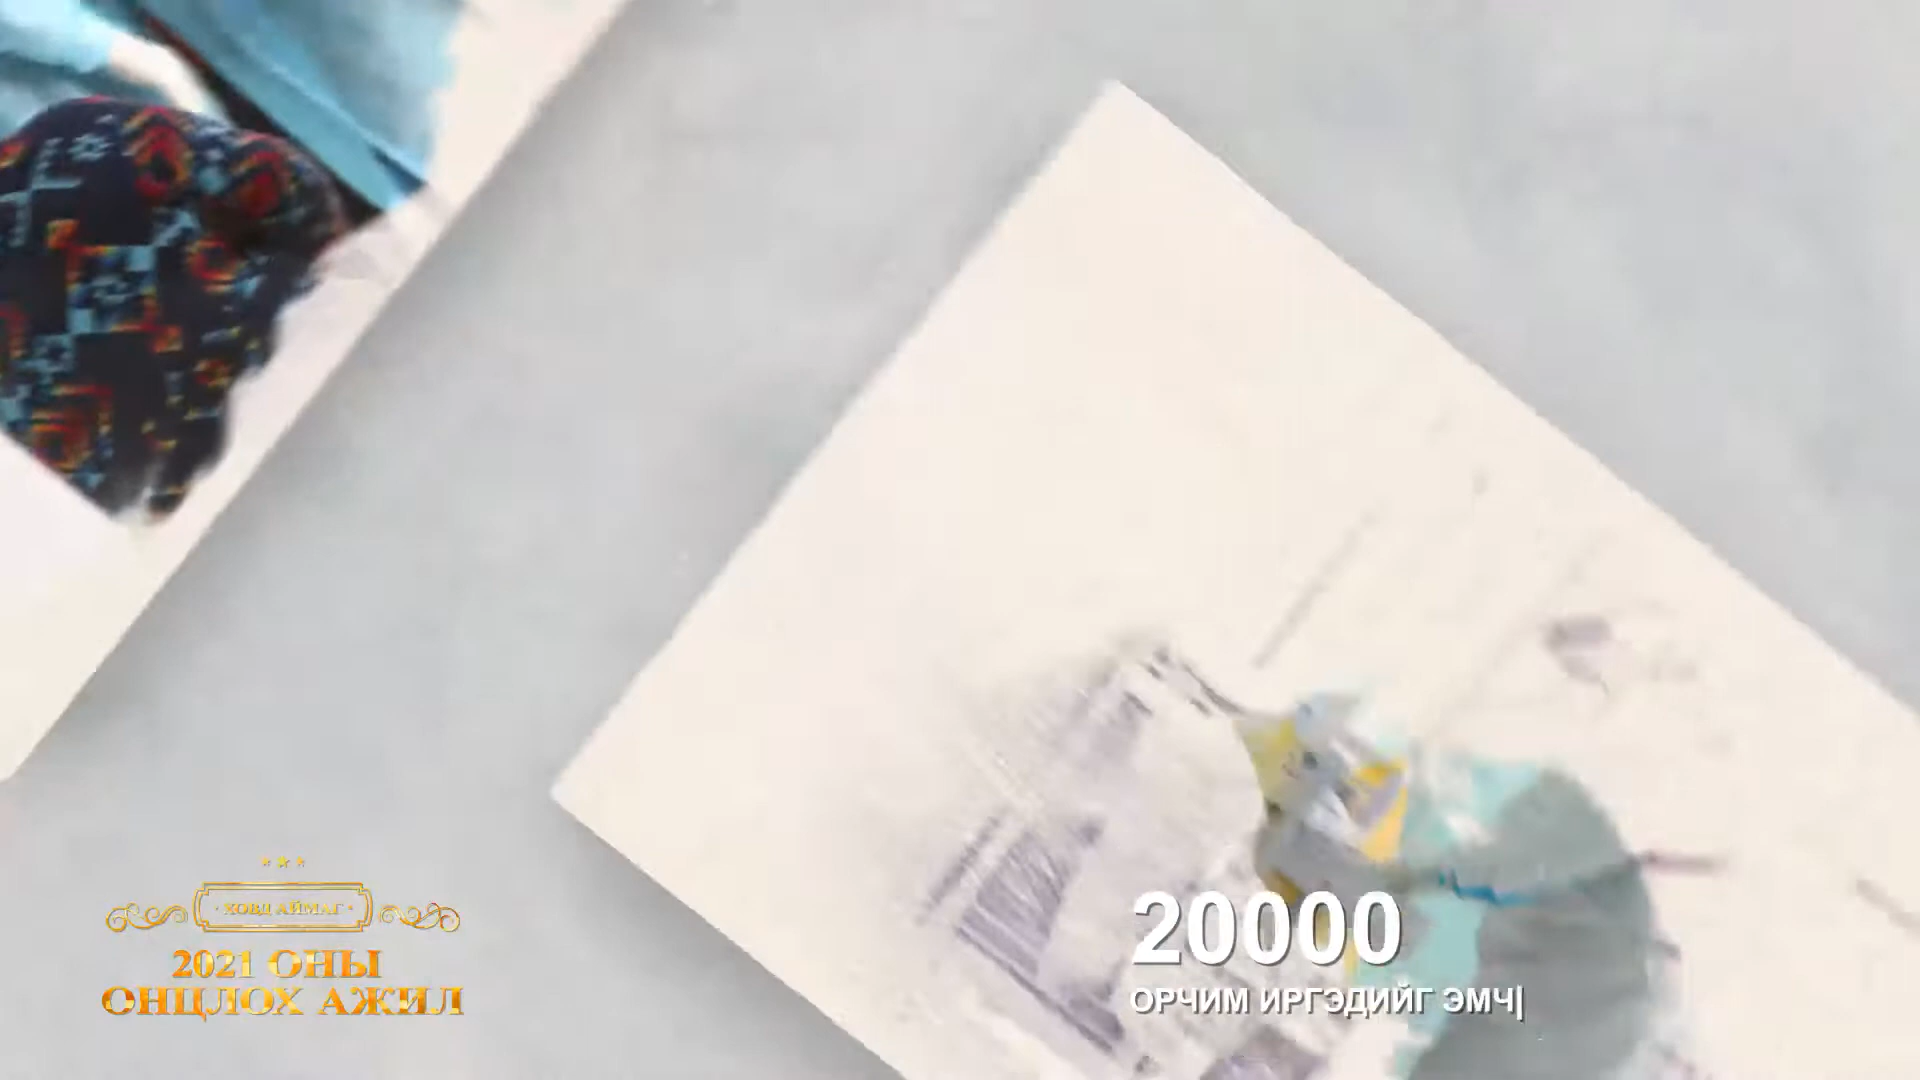 ХОВД АЙМАГ
2021 ОНЫ
ОНЦЛОХ АЖИЛ
20000
ОРЧИМ ИРГЭДИЙГ ЭМЧ